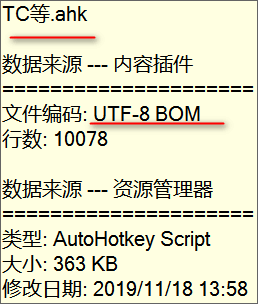 TC等.ahk
数据来源 --- 内容插件
======================
文件编码: UTF-8 BOM
行数: 10078
数据来源 --- 资源管理器
======================
类型: AutoHotkey Script
大小: 363 KB
修改日期: 2019/11/18 13:58